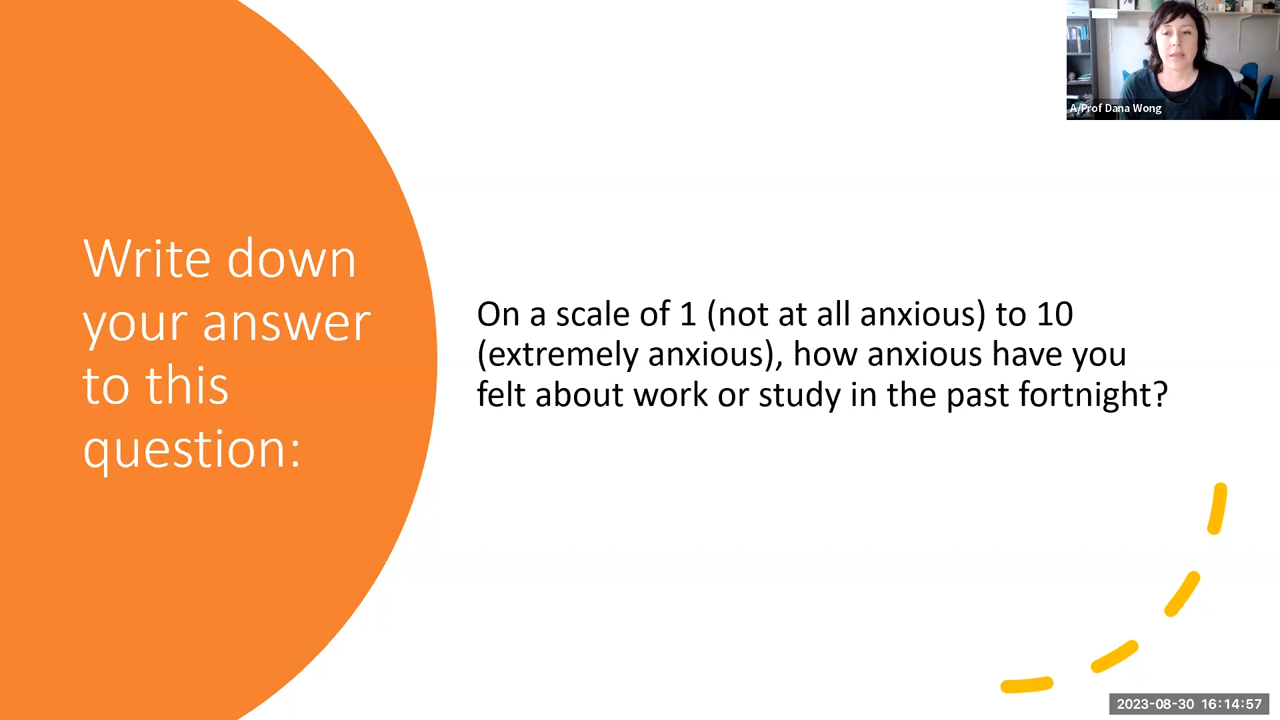 A/Prof Dana Wong
Write down
your answer
to this
question:
On a scale of 1 (not at all anxious) to 10
(extremely anxious), how anxious have you
felt about work or study in the past fortnight?
2023-08-30 16:14:57